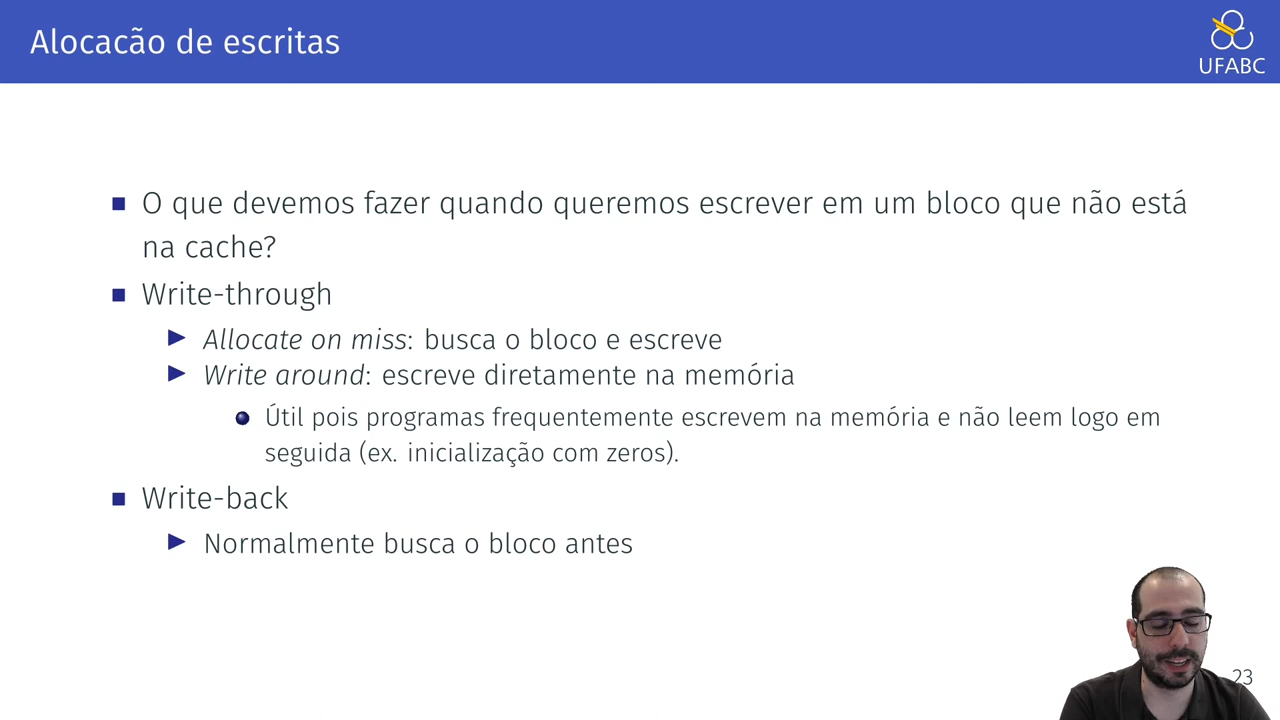 Alocacão de escritas
UFABC
O que devemos fazer quando queremos escrever em um bloco que não está
na cache?
Write-through
Allocate on miss: busca o bloco e escreve
Write around: escreve diretamente na memória
Útil pois programas frequentemente escrevem na memória e não leem logo em
seguida (ex. inicialização com zeros).
Write-back
Normalmente busca o bloco antes
23